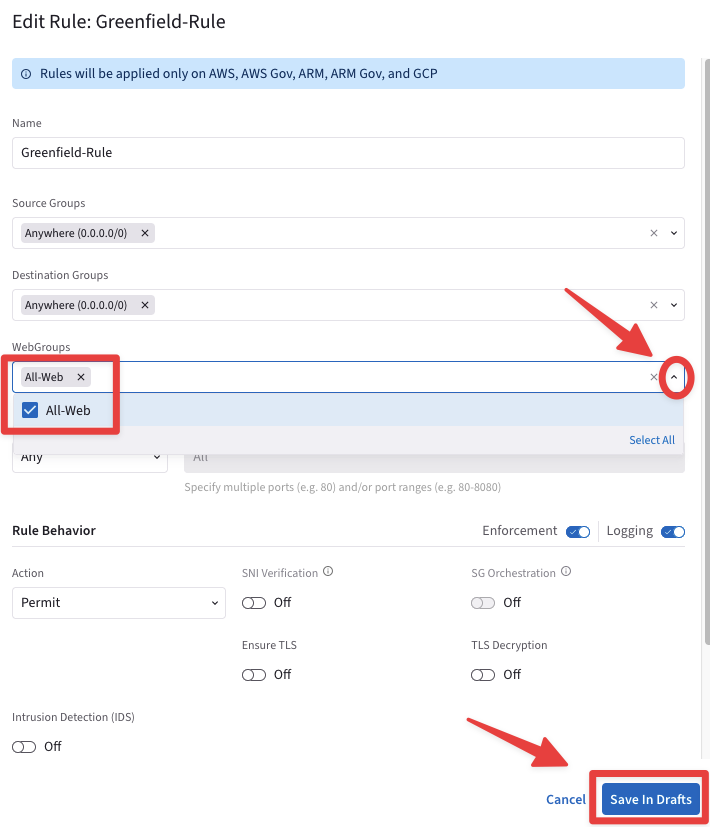 Edit Rule: Greenfield-Rule
Rules will be applied only on AWS, AWS Gov, ARM, ARM Gov, and GCP
Name
Greenfield-Rule
Source Groups
Anywhere (0.0.0.0/0)
Destination Groups
Anywhere (0.0.0.0/0)
WebGroups
All-Web
All-Web
Select All
Any All
Specify multiple ports (e.g. 80) and/or port ranges (e.g. 80-8080)
Rule Behavior Enforcement Logging
Action SNI Verification SG Orchestration
Permit Off Off
Ensure TLS TLS Decryption
Off Off
Intrusion Detection (IDS)
Off
Cancel Save In Drafts